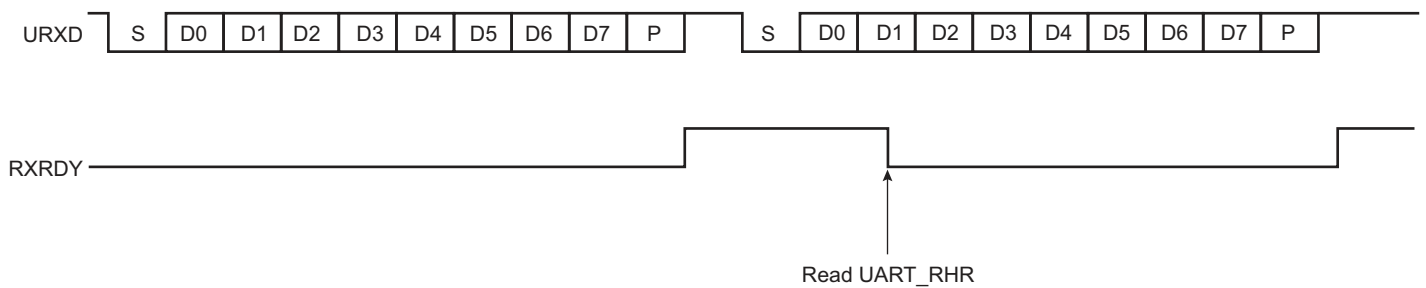 URXD S D0 D1 D2 D3 D4 D5 D6 D7 P S D0 D1 D2 D3 D4 D5 D6 D7 P
RXRDY
Read UART_RHR